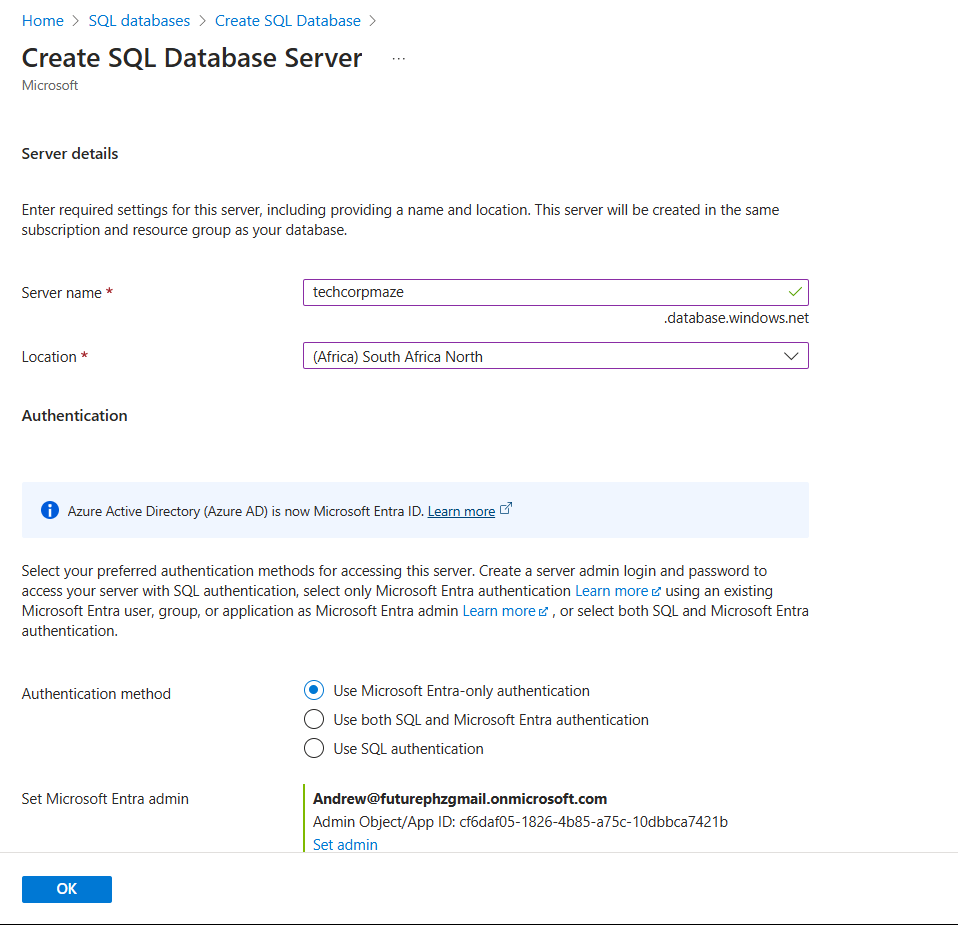 Home > SQL databases > Create SQL Database >
Create SQL Database Server ...
Microsoft
Server details
Enter required settings for this server, including providing a name and location. This server will be created in the same
subscription and resource group as your database.
Server name *
techcorpmaze
.database.windows.net
Location *
(Africa) South Africa North
Authentication
Azure Active Directory (Azure AD) is now Microsoft Entra ID. Learn more
Select your preferred authentication methods for accessing this server. Create a server admin login and password to
access your server with SQL authentication, select only Microsoft Entra authentication Learn more using an existing
Microsoft Entra user, group, or application as Microsoft Entra admin Learn more , or select both SQL and Microsoft Entra
authentication.
Authentication method
Use Microsoft Entra-only authentication
Use both SQL and Microsoft Entra authentication
Use SQL authentication
Set Microsoft Entra admin
Andrew@futurephzgmail.onmicrosoft.com
Admin Object/App ID: cf6daf05-1826-4b85-a75c-10dbbca7421b
Set admin
OK